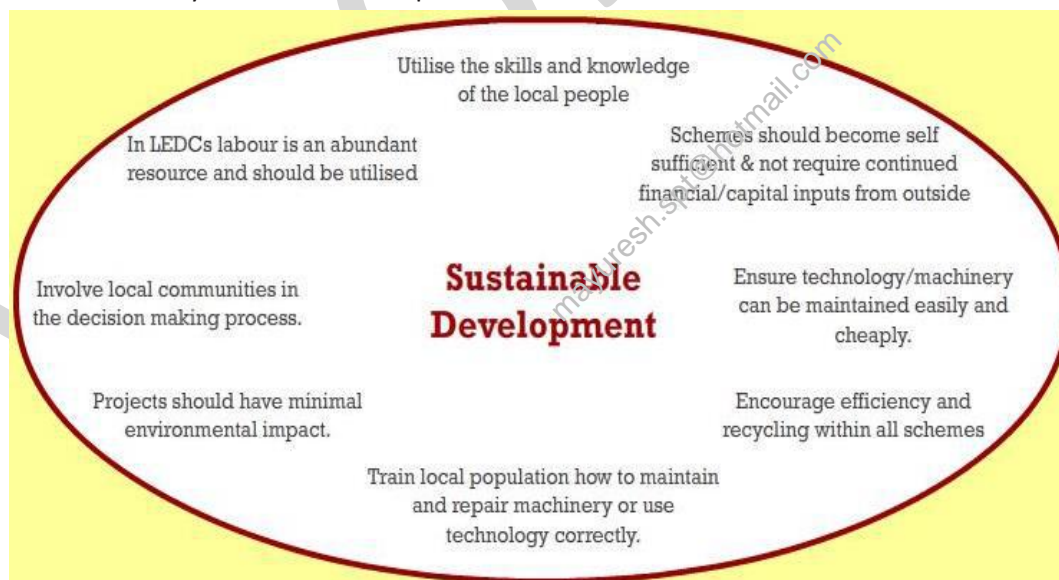 Utilise the skills and knowledge
of the local people
In LEDCs labour is an abundant
resource and should be utilised
Schemes should become self
sufficient & not require continued
financial/capital inputs from outside
Sustainable
Development
Involve local communities in
the decision making process.
Ensure technology/machinery
can be maintained easily and
cheaply.
Projects should have minimal
environmental impact.
Encourage efficiency and
recycling within all schemes
Train local population how to maintain
and repair machinery or use
technology correctly.
mayuresh.spt@hotmail.com